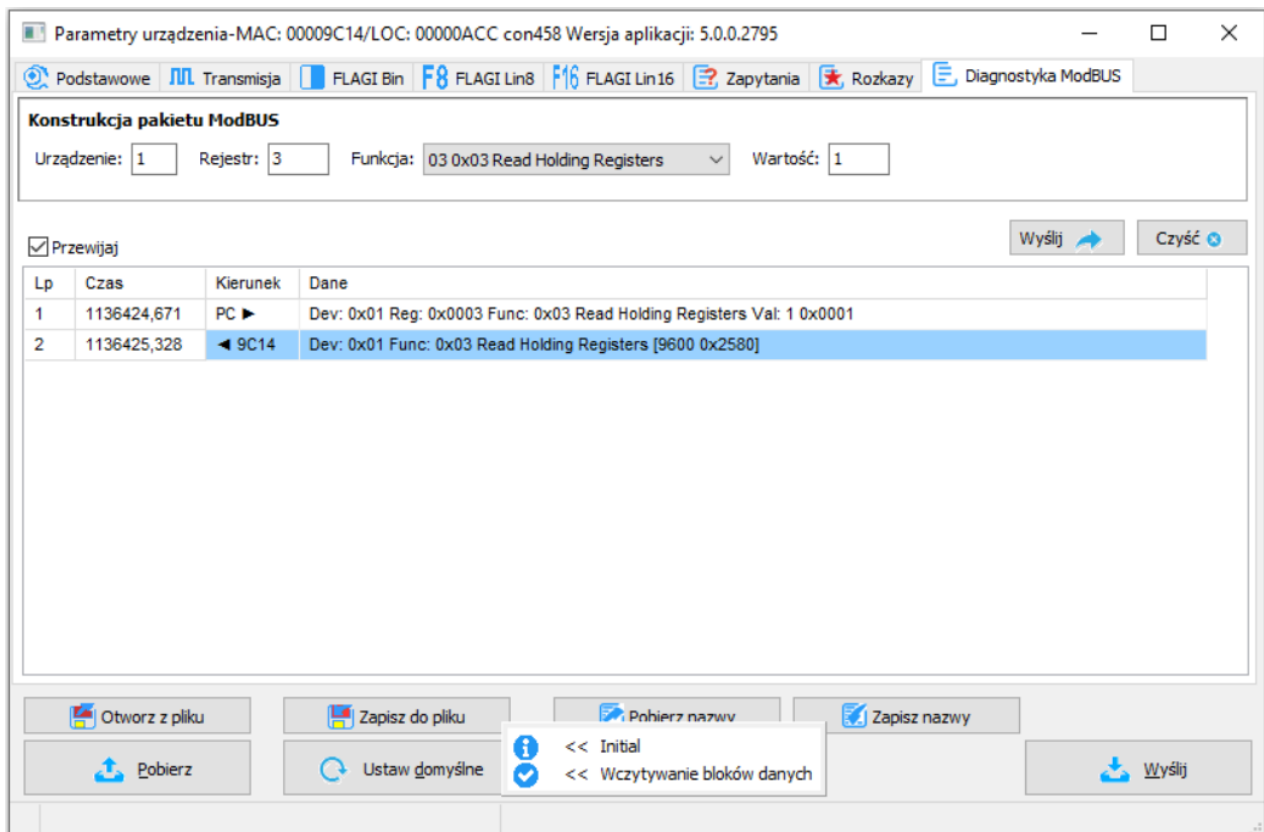 Parametry urządzenia-MAC: 00009C14/LOC: 00000ACC con458 Wersja aplikacji: 5.0.0.2795
Podstawowe Transmisja FLAGI Bin F8 FLAGI Lin8 F16 FLAGI Lin16 Zapytania Rozkazy Diagnostyka ModBUS
Konstrukcja pakietu ModBUS
Urządzenie: 1 Rejestr: 3 Funkcja: 03 0x03 Read Holding Registers Wartość: 1
Wyślij Czyść
Przewijaj
Lp Czas Kierunek Dane
1 1136424,671 PC ► Dev: 0x01 Reg: 0x0003 Func: 0x03 Read Holding Registers Val: 1 0x0001
2 1136425,328 ◄ 9C14 Dev: 0x01 Func: 0x03 Read Holding Registers [9600 0x2580]
Otworz z pliku Zapisz do pliku Pobierz nazwy Zapisz nazwy
<< Initial
Pobierz Ustaw domyślne << Wczytywanie bloków danych Wyślij